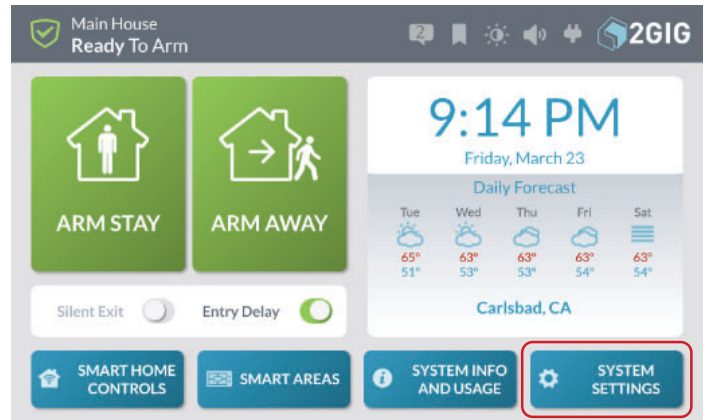 Main House
Ready To Arm
2
2GIG
ARM STAY
ARM AWAY
9:14 PM
Friday, March 23
Daily Forecast
Tue Wed Thu Fri Sat
65° 63° 63° 63° 63°
51° 53° 53° 54° 54°
Carlsbad, CA
Silent Exit
Entry Delay
SMART HOME
CONTROLS
SMART AREAS
SYSTEM INFO
AND USAGE
SYSTEM
SETTINGS